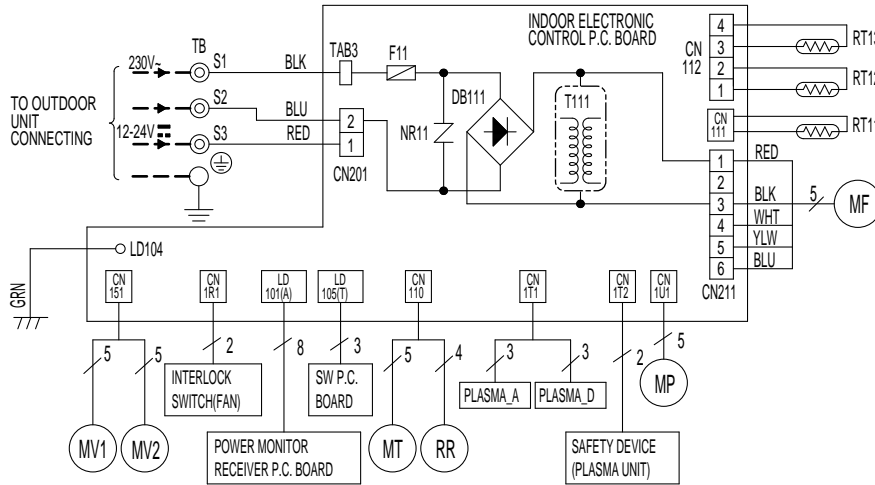 INDOOR ELECTRONIC
CONTROL P.C. BOARD
TB
TAB3
F11
230V~
S1
BLK
TO OUTDOOR
UNIT
CONNECTING
S2
BLU
12-24V
S3
RED
2
1
CN201
NR11
DB111
T111
CN
112
4
3
2
1
RT13
RT12
CN
111
1
2
3
4
5
6
CN211
RED
BLK
WHT
YLW
BLU
5
MF
LD104
GRN
CN
151
CN
1R1
LD
101(A)
LD
105(T)
CN
110
CN
1T1
CN
1T2
CN
1U1
5
5
2
8
3
5
4
3
3
2
5
MV1
MV2
INTERLOCK
SWITCH(FAN)
POWER MONITOR
RECEIVER P.C. BOARD
SW P.C.
BOARD
MT
RR
PLASMA_A
PLASMA_D
SAFETY DEVICE
(PLASMA UNIT)
MP